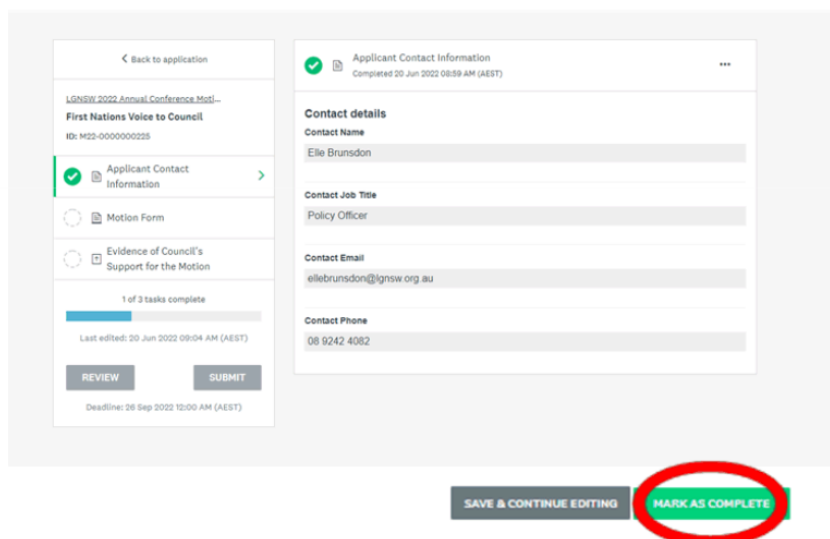 Back to application
LGNSW 2022 Annual Conference Moti...
First Nations Voice to Council
ID: M22-0000000225
Applicant Contact
Information
Motion Form
Evidence of Council's
Support for the Motion
1 of 3 tasks complete
Last edited: 20 Jun 2022 09:04 AM (AEST)
REVIEW
SUBMIT
Deadline: 26 Sep 2022 12:00 AM (AEST)
Applicant Contact Information
Completed 20 Jun 2022 08:59 AM (AEST)
Contact details
Contact Name
Elle Brunsdon
Contact Job Title
Policy Officer
Contact Email
ellebrunsdon@lgnsw.org.au
Contact Phone
08 9242 4082
SAVE & CONTINUE EDITING
MARK AS COMPLETE